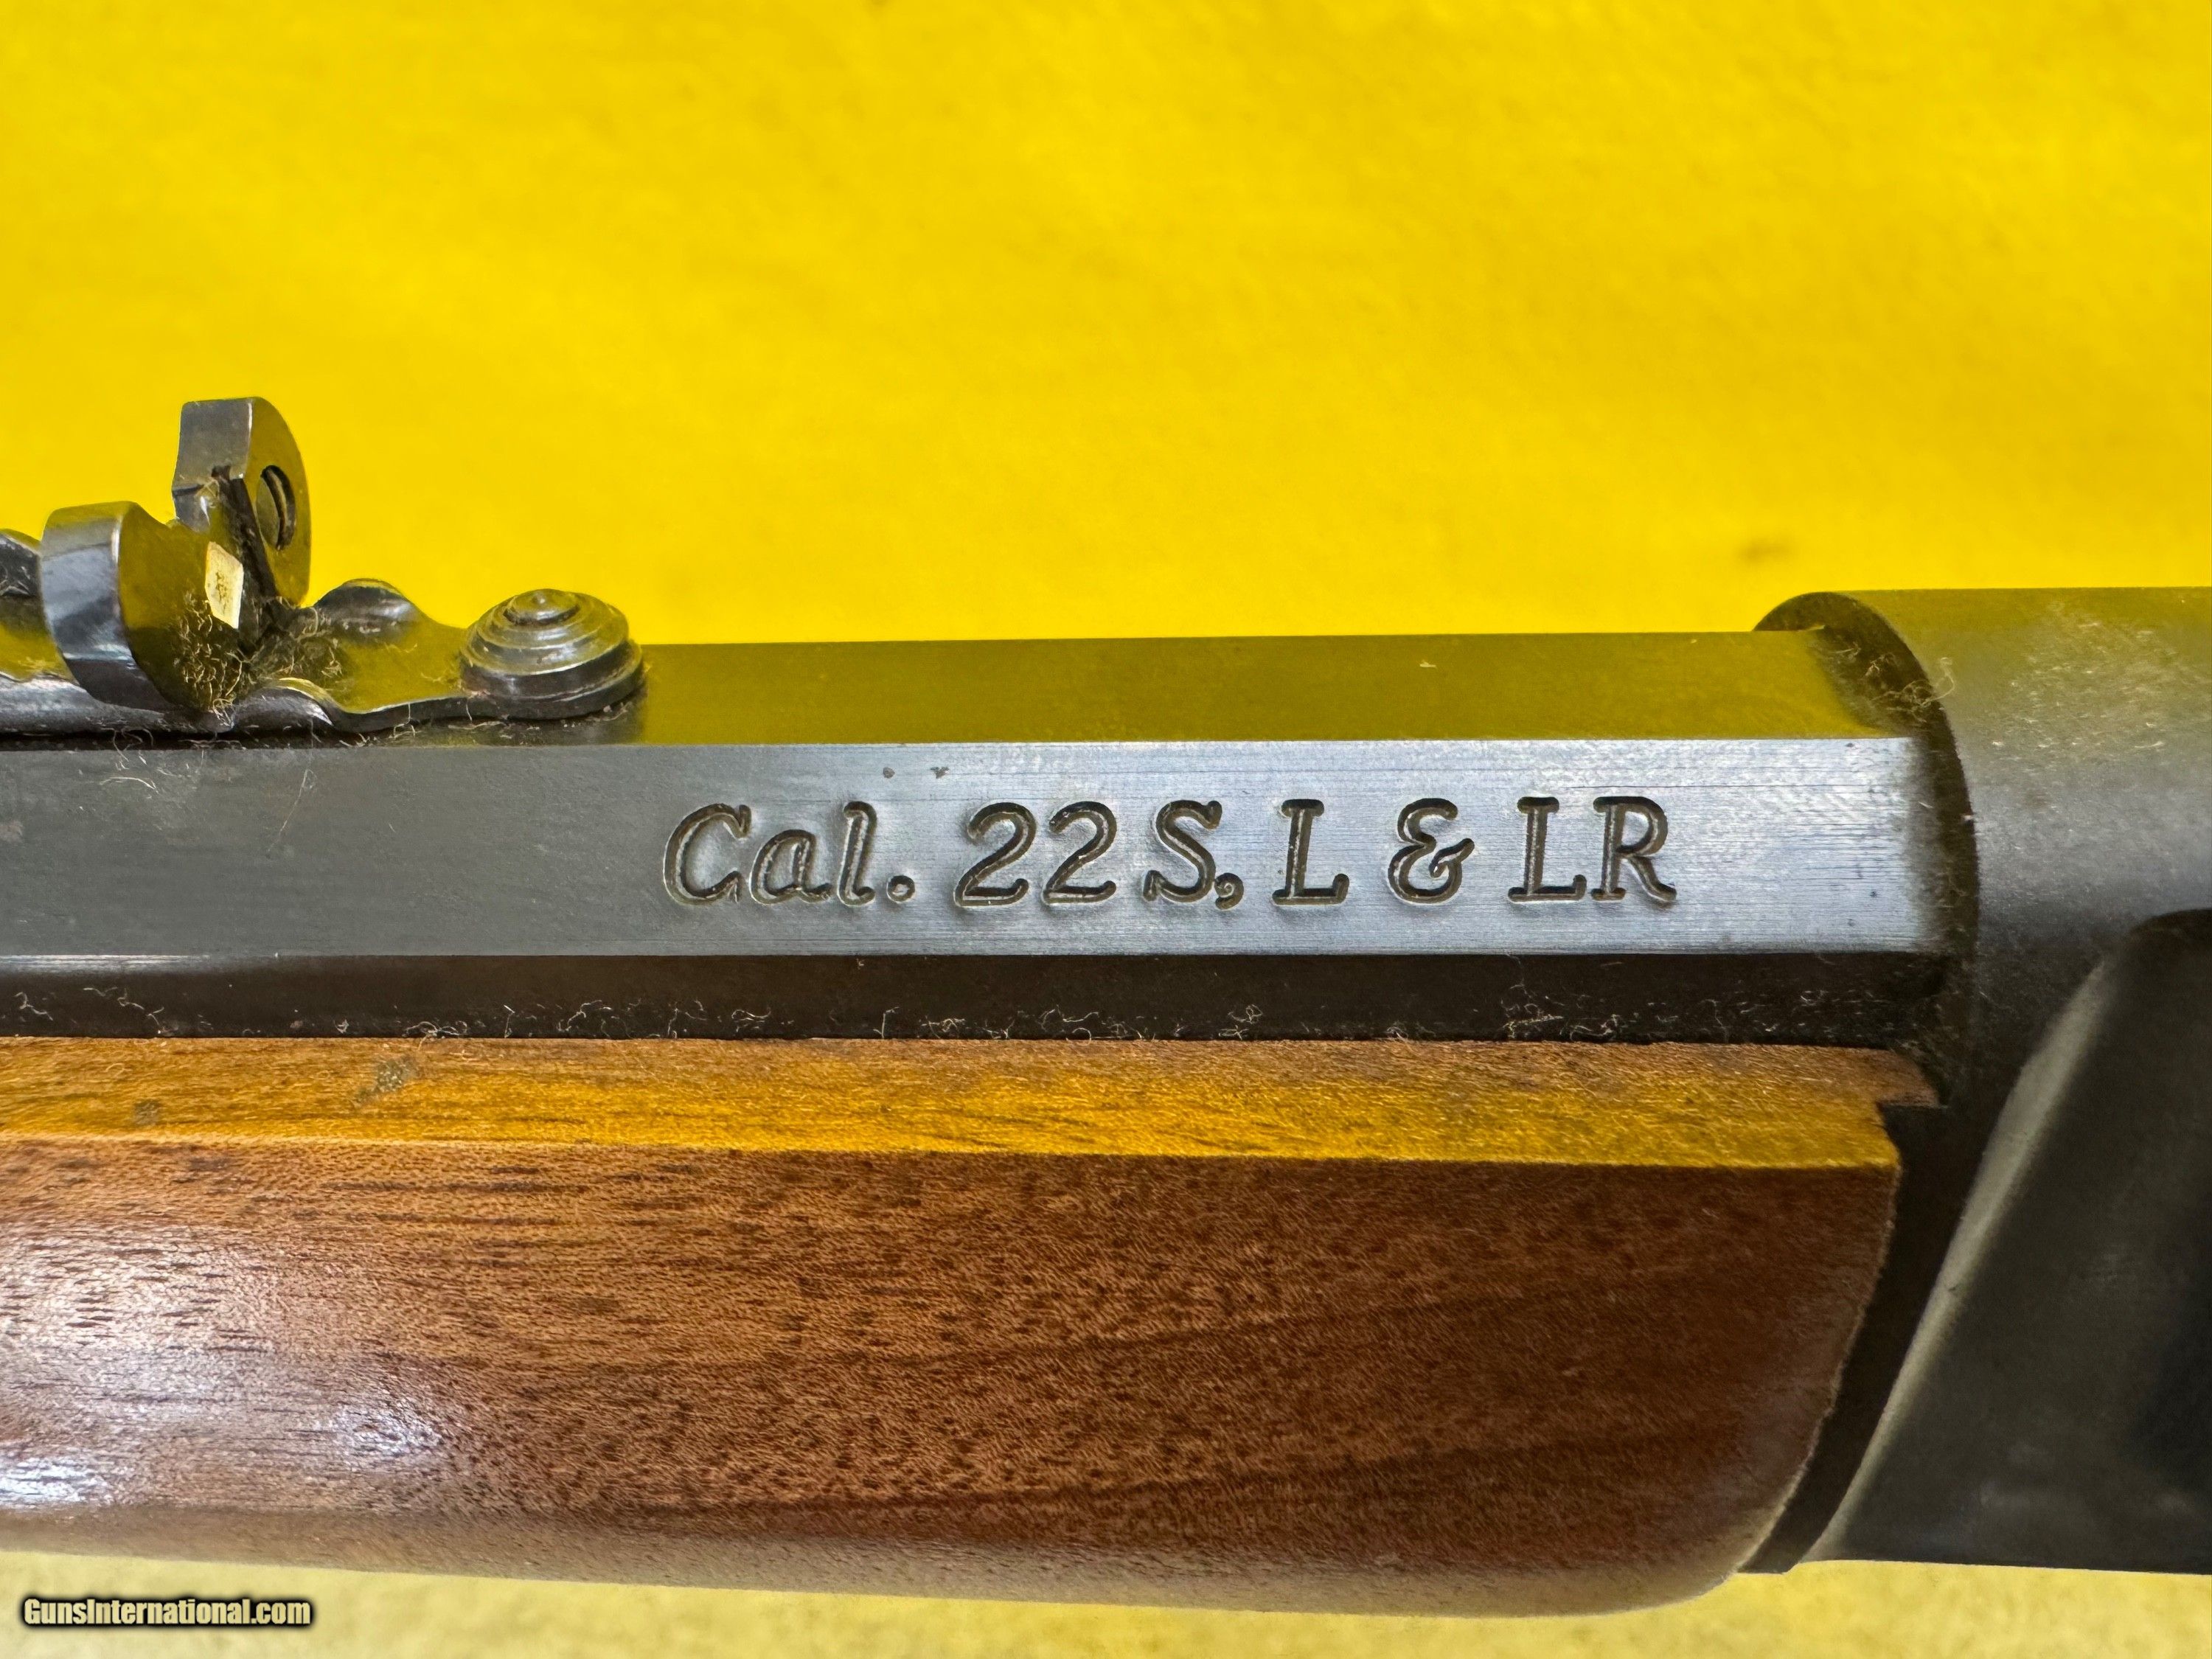 Cal. 22 S, L & LR
GunsInternational.com